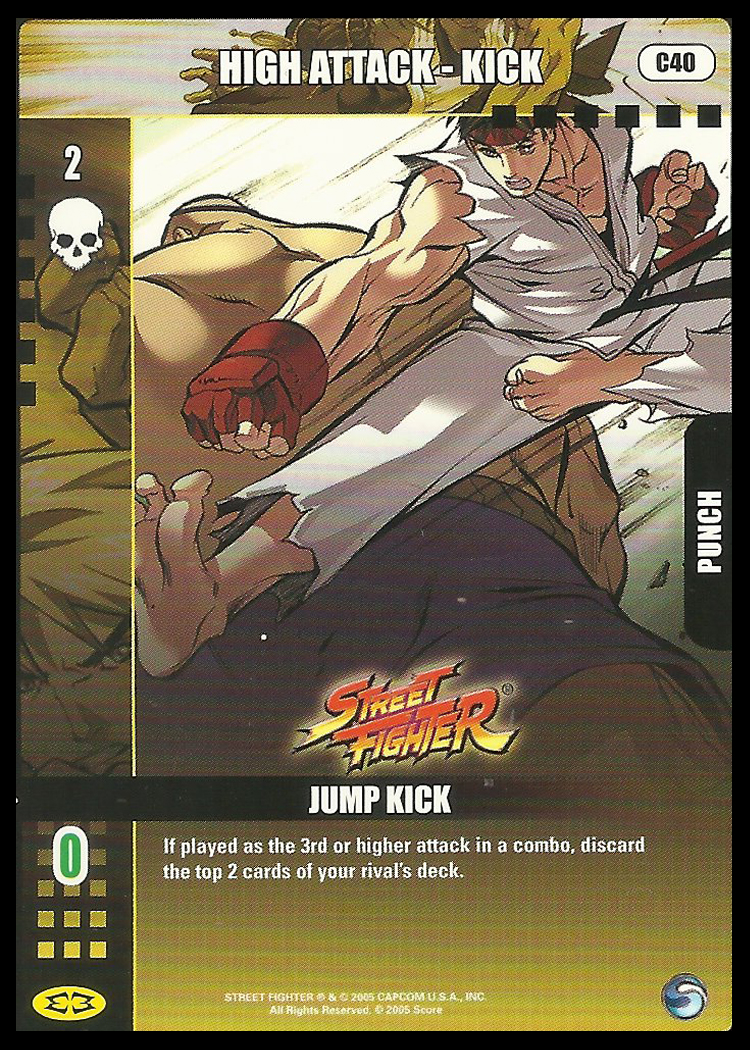 HIGH ATTACK - KICK
C40
2
PUNCH
STREET
FIGHTER®
JUMP KICK
0
If played as the 3rd or higher attack in a combo, discard
the top 2 cards of your rival's deck.
STREET FIGHTER ® & © 2005 CAPCOM U.S.A., INC.
All Rights Reserved. © 2005 Score